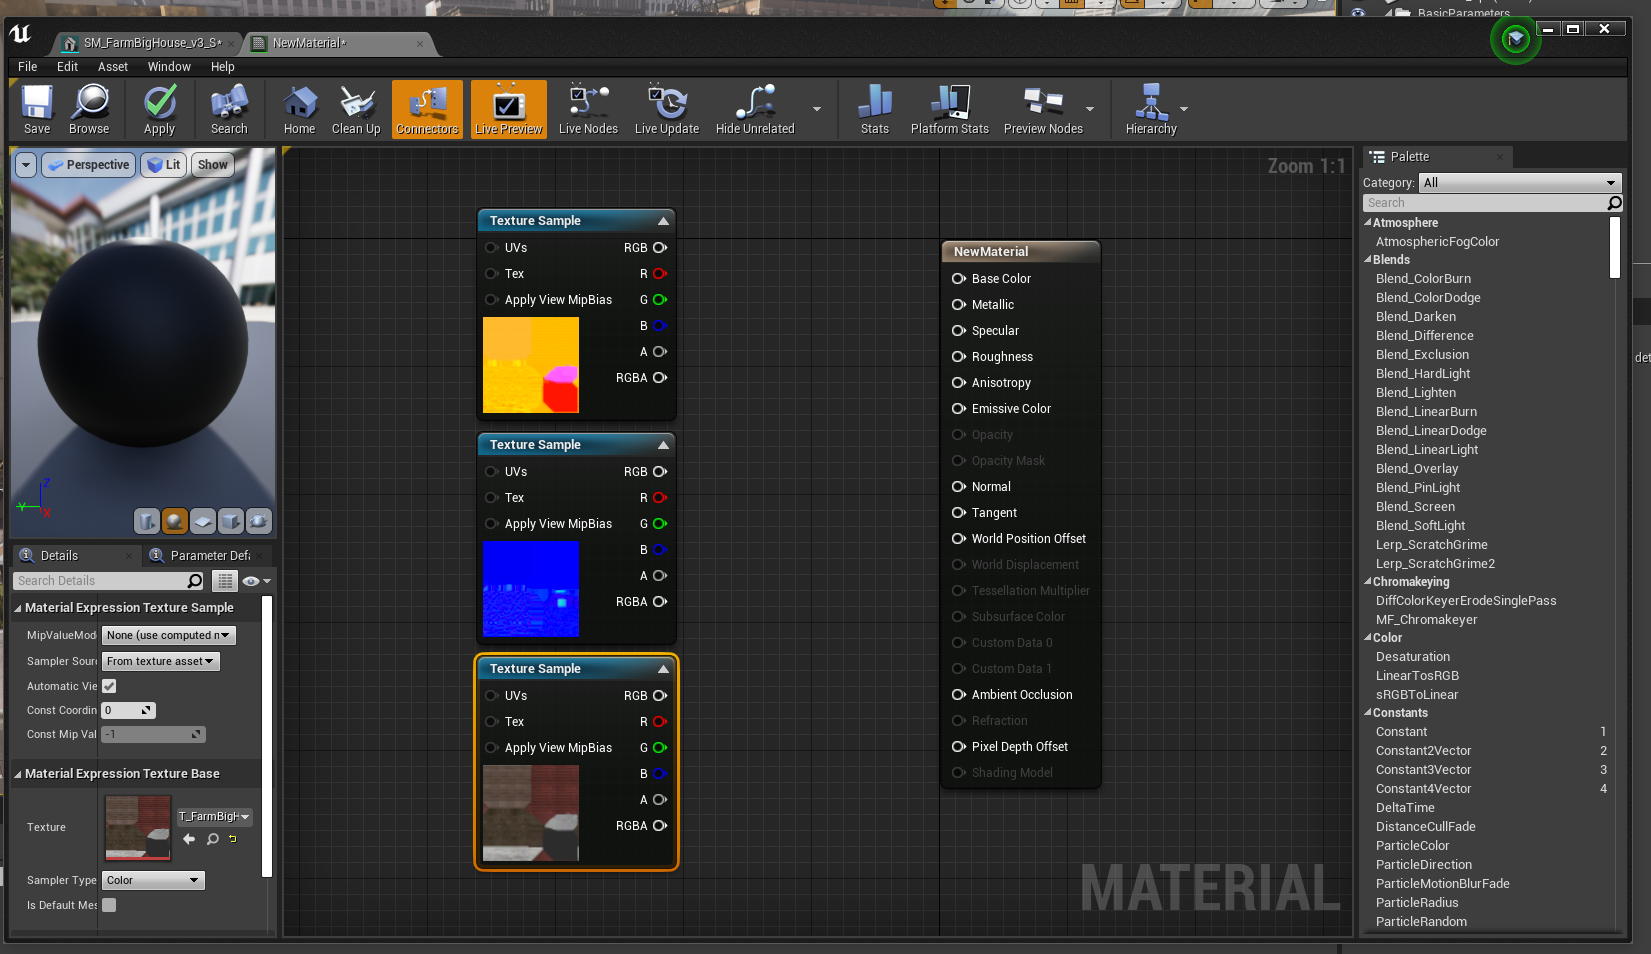 BasicParameters
SM_FarmBigHouse_v3_S*
NewMaterial*
File Edit Asset Window Help
Save Browse Apply Search Home Clean Up Connectors Live Preview Live Nodes Live Update Hide Unrelated Stats Platform Stats Preview Nodes Hierarchy
Perspective Lit Show
Z
Y
X
Details
Parameter Defa
Search Details
Material Expression Texture Sample
MipValueMode None (use computed m
Sampler Sourc From texture asset
Automatic Vie
Const Coordin 0
Const Mip Val -1
Material Expression Texture Base
Texture
T_FarmBigH
Sampler Type Color
Is Default Mes
Zoom 1:1
Texture Sample
UVs RGB
Tex R
Apply View MipBias G
B
A
RGBA
Texture Sample
UVs RGB
Tex R
Apply View MipBias G
B
A
RGBA
Texture Sample
UVs RGB
Tex R
Apply View MipBias G
B
A
RGBA
NewMaterial
Base Color
Metallic
Specular
Roughness
Anisotropy
Emissive Color
Opacity
Opacity Mask
Normal
Tangent
World Position Offset
World Displacement
Tessellation Multiplier
Subsurface Color
Custom Data 0
Custom Data 1
Ambient Occlusion
Refraction
Pixel Depth Offset
Shading Model
MATERIAL
Palette
Category: All
Search
Atmosphere
AtmosphericFogColor
Blends
Blend_ColorBurn
Blend_ColorDodge
Blend_Darken
Blend_Difference
Blend_Exclusion
Blend_HardLight
Blend_Lighten
Blend_LinearBurn
Blend_LinearDodge
Blend_LinearLight
Blend_Overlay
Blend_PinLight
Blend_Screen
Blend_SoftLight
Lerp_ScratchGrime
Lerp_ScratchGrime2
Chromakeying
DiffColorKeyerErodeSinglePass
MF_Chromakeyer
Color
Desaturation
LinearTosRGB
sRGBToLinear
Constants
Constant 1
Constant2Vector 2
Constant3Vector 3
Constant4Vector 4
DeltaTime
DistanceCullFade
ParticleColor
ParticleDirection
ParticleMotionBlurFade
ParticleRadius
ParticleRandom
det